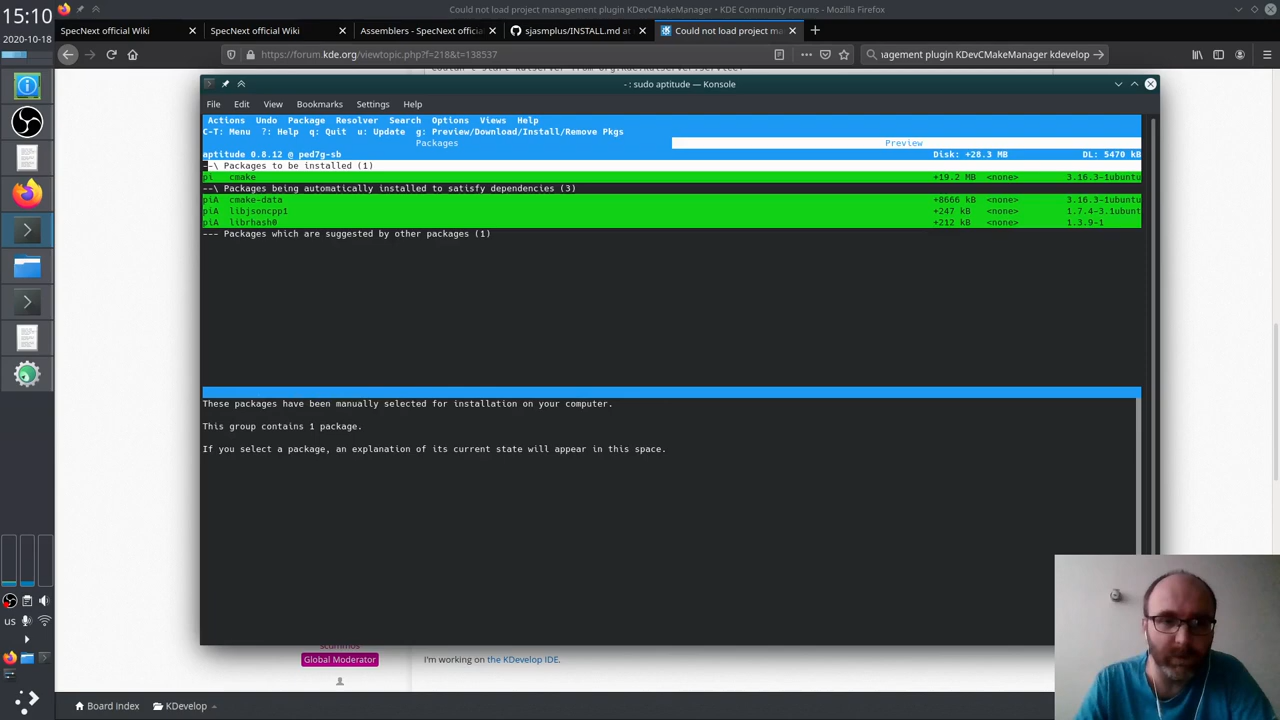 15:10
2020-10-18
Could not load project management plugin KDevCMakeManager • KDE Community Forums - Mozilla Firefox
SpecNext official Wiki
SpecNext official Wiki
Assemblers - SpecNext official
sjasmplus/INSTALL.md at
Could not load project ma
https://forum.kde.org/viewtopic.php?f=218&t=138537
agement plugin KDevCMakeManager kdevelop
- : sudo aptitude — Konsole
File Edit View Bookmarks Settings Help
Actions Undo Package Resolver Search Options Views Help
C-T: Menu ?: Help q: Quit u: Update g: Preview/Download/Install/Remove Pkgs
Packages Preview
aptitude 0.8.12 @ ped7g-sb Disk: +28.3 MB DL: 5470 kB
--\ Packages to be installed (1)
pi cmake +19.2 MB <none> 3.16.3-1ubuntu
--\ Packages being automatically installed to satisfy dependencies (3)
piA cmake-data +8666 kB <none> 3.16.3-1ubuntu
piA libjsoncpp1 +247 kB <none> 1.7.4-3.1ubunt
piA librhash0 +212 kB <none> 1.3.9-1
--- Packages which are suggested by other packages (1)
These packages have been manually selected for installation on your computer.
This group contains 1 package.
If you select a package, an explanation of its current state will appear in this space.
us
scummos
Global Moderator
I'm working on the KDevelop IDE.
Board index KDevelop